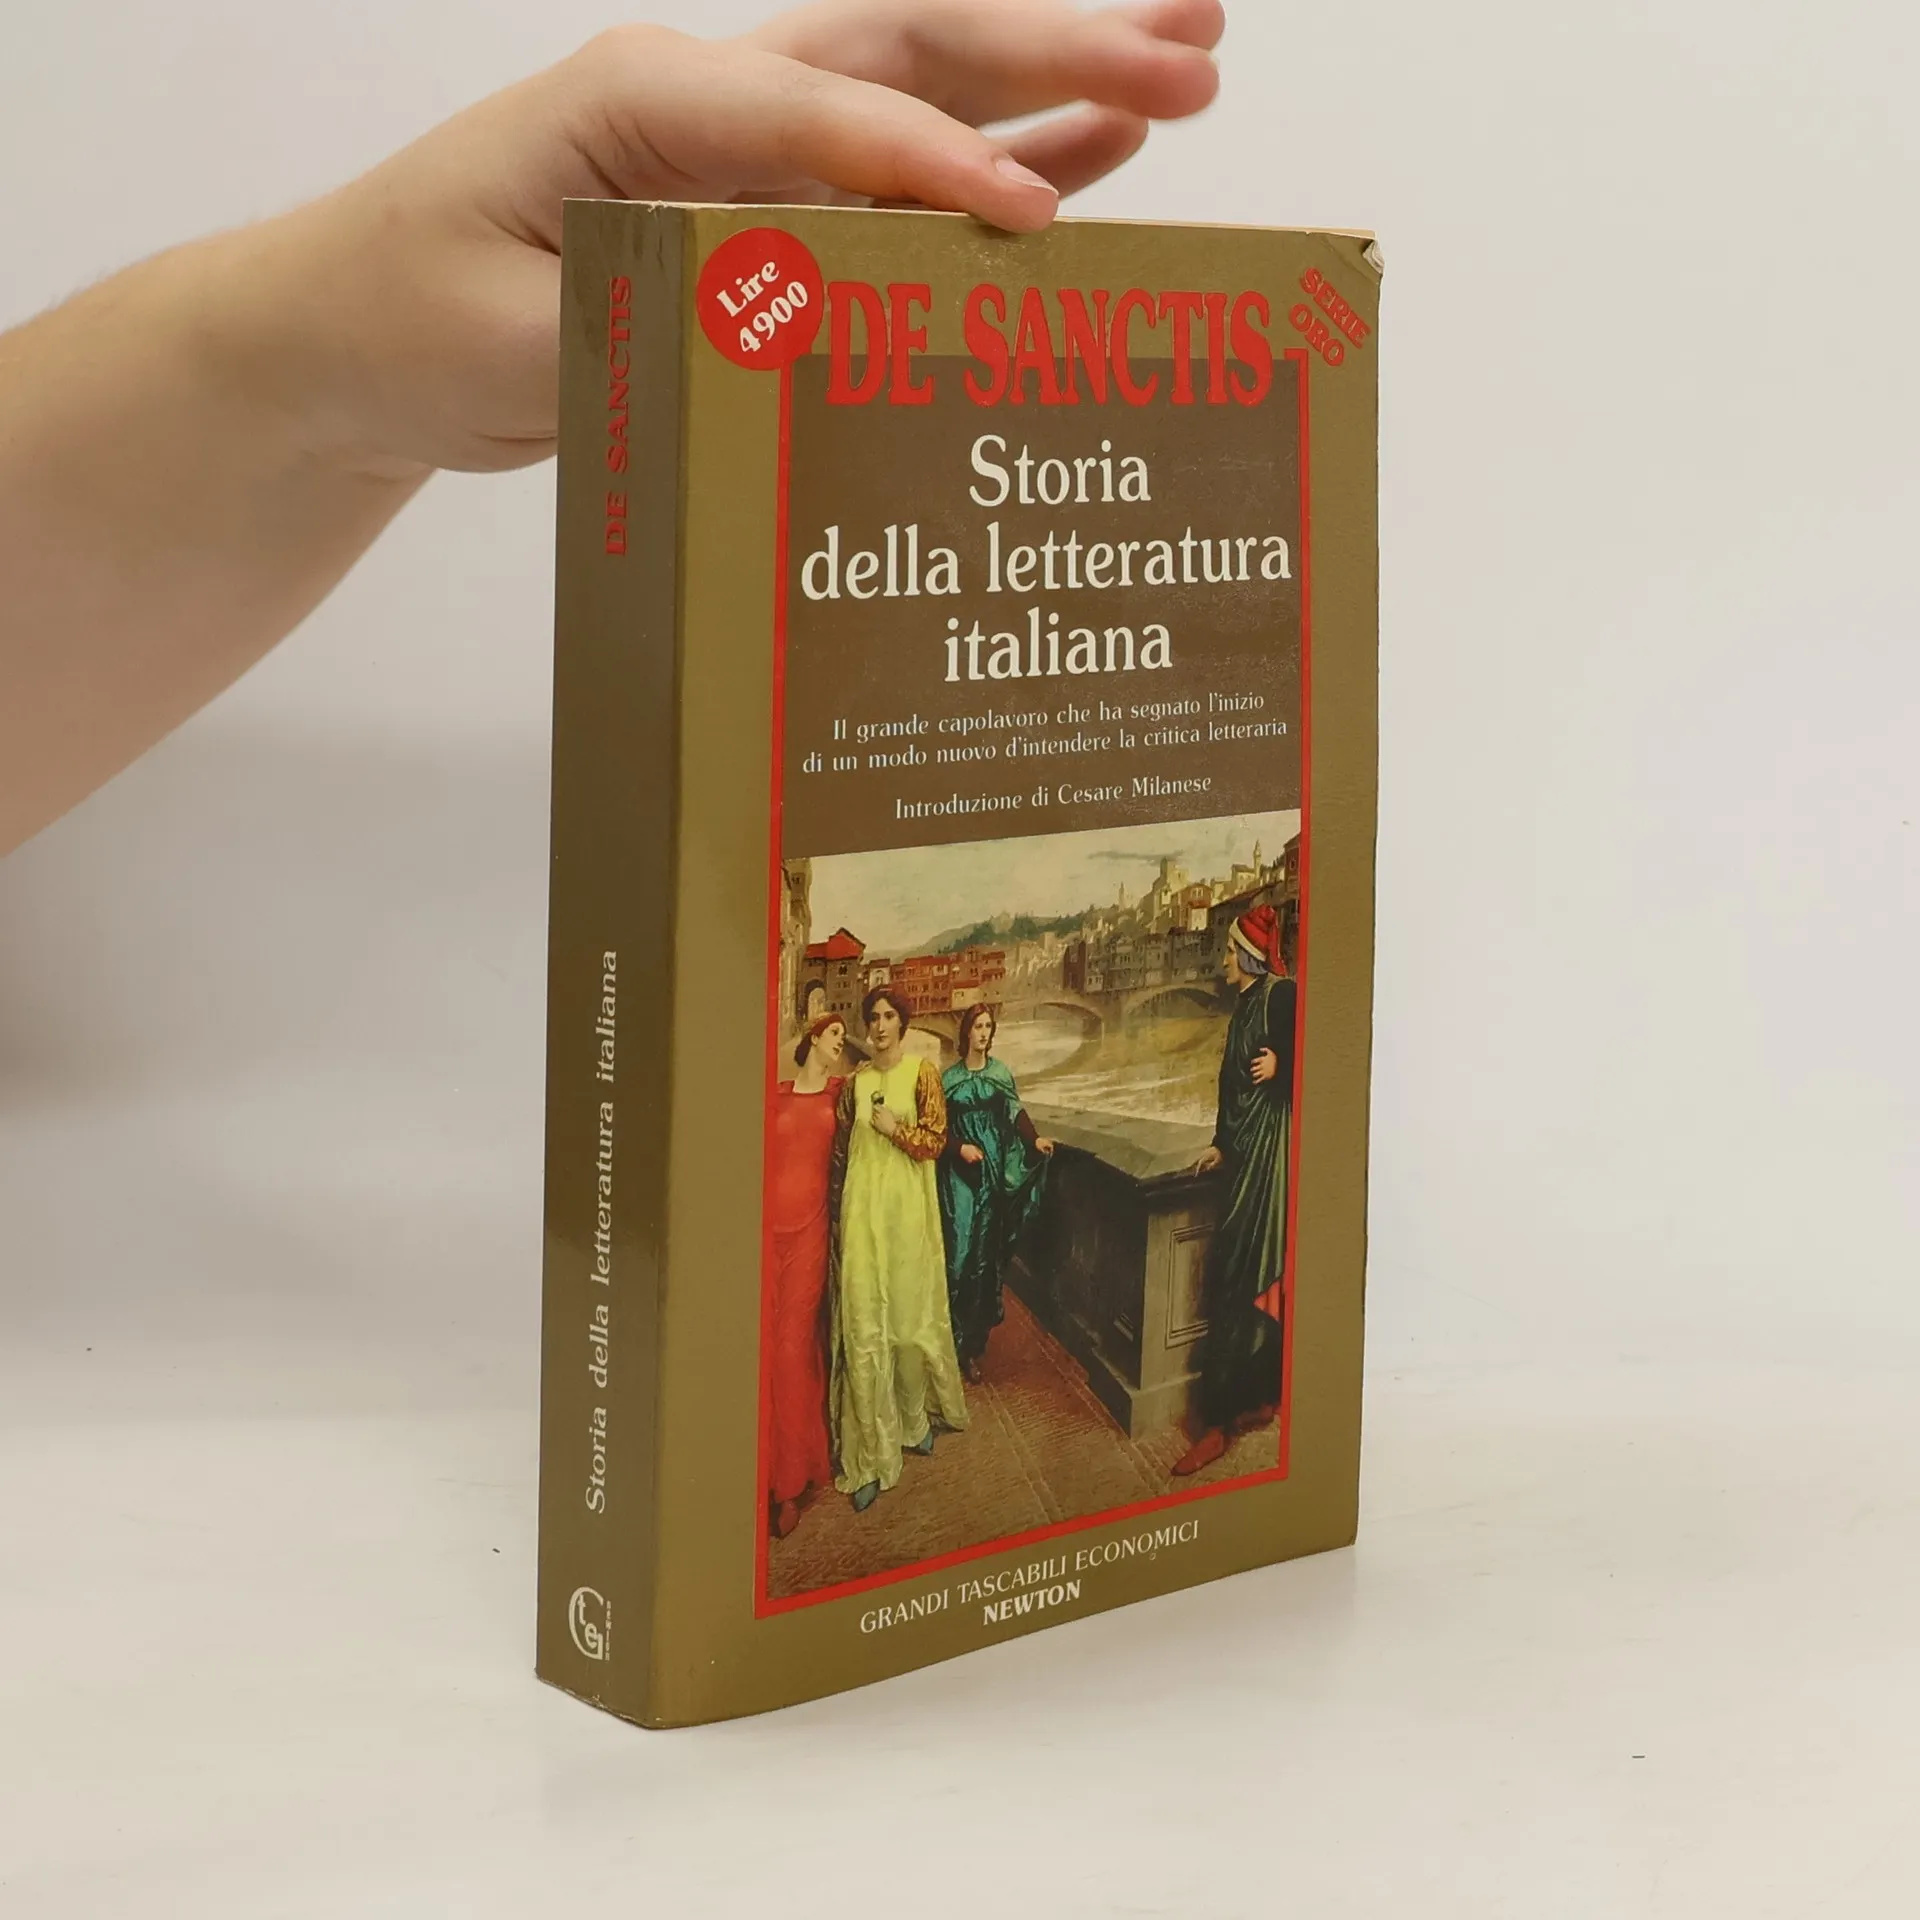 DE SANCTIS
Storia della letteratura italiana
te
NEWTON
Lire
4900
DE SANCTIS
SERIE
ORO
Storia
della letteratura
italiana
Il grande capolavoro che ha segnato l'inizio
di un modo nuovo d'intendere la critica letteraria
Introduzione di Cesare Milanese
GRANDI TASCABILI ECONOMICI
NEWTON